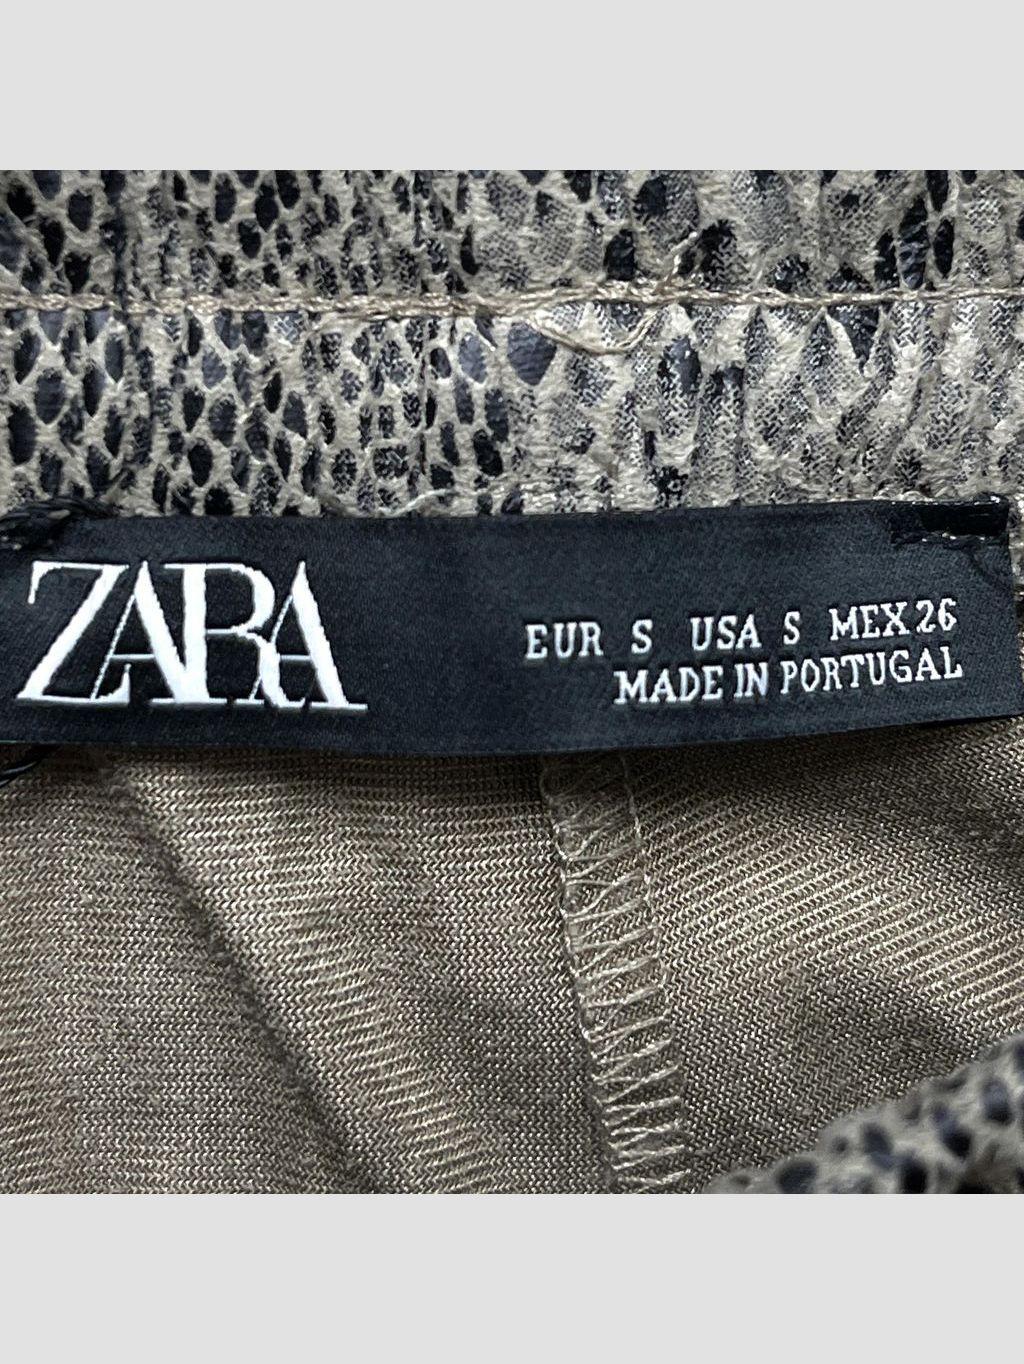 ZARA
EUR S USA S MEX 26
MADE IN PORTUGAL